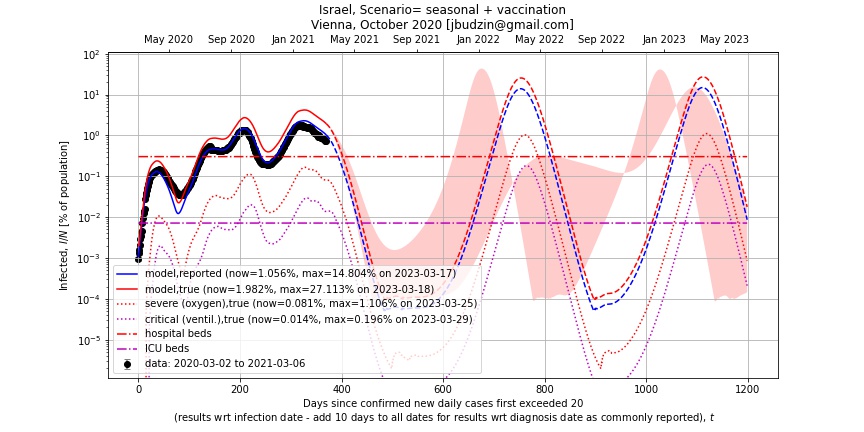 Israel, Scenario= seasonal + vaccination
Vienna, October 2020 [jbudzin@gmail.com]
May 2020 Sep 2020 Jan 2021 May 2021 Sep 2021 Jan 2022 May 2022 Sep 2022 Jan 2023 May 2023
10²
10¹
10⁰
10⁻¹
10⁻²
10⁻³
10⁻⁴
10⁻⁵
Infected, I/N [% of population]
model,reported (now=1.056%, max=14.804% on 2023-03-17)
model,true (now=1.982%, max=27.113% on 2023-03-18)
severe (oxygen),true (now=0.081%, max=1.106% on 2023-03-25)
critical (ventil.),true (now=0.014%, max=0.196% on 2023-03-29)
hospital beds
ICU beds
data: 2020-03-02 to 2021-03-06
0 200 400 600 800 1000 1200
Days since confirmed new daily cases first exceeded 20
(results wrt infection date - add 10 days to all dates for results wrt diagnosis date as commonly reported), t